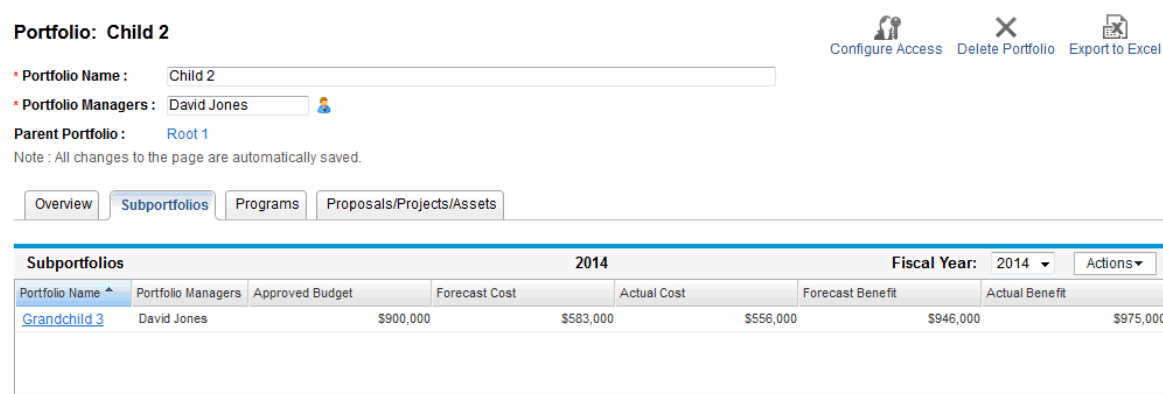 Portfolio: Child 2
Configure Access Delete Portfolio Export to Excel
* Portfolio Name : Child 2
* Portfolio Managers : David Jones
Parent Portfolio : Root 1
Note : All changes to the page are automatically saved.
Overview Subportfolios Programs Proposals/Projects/Assets
Subportfolios 2014 Fiscal Year: 2014 Actions
Portfolio Name Portfolio Managers Approved Budget Forecast Cost Actual Cost Forecast Benefit Actual Benefit
Grandchild 3 David Jones $900,000 $583,000 $556,000 $946,000 $975,000